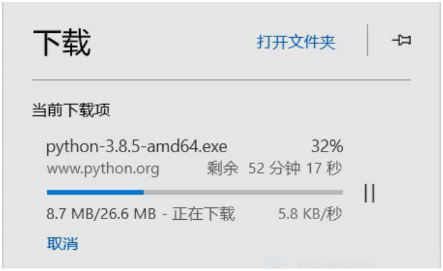 下载 打开文件夹
当前下载项
python-3.8.5-amd64.exe 32%
www.python.org 剩余 52 分钟 17 秒
8.7 MB/26.6 MB - 正在下载 5.8 KB/秒
取消